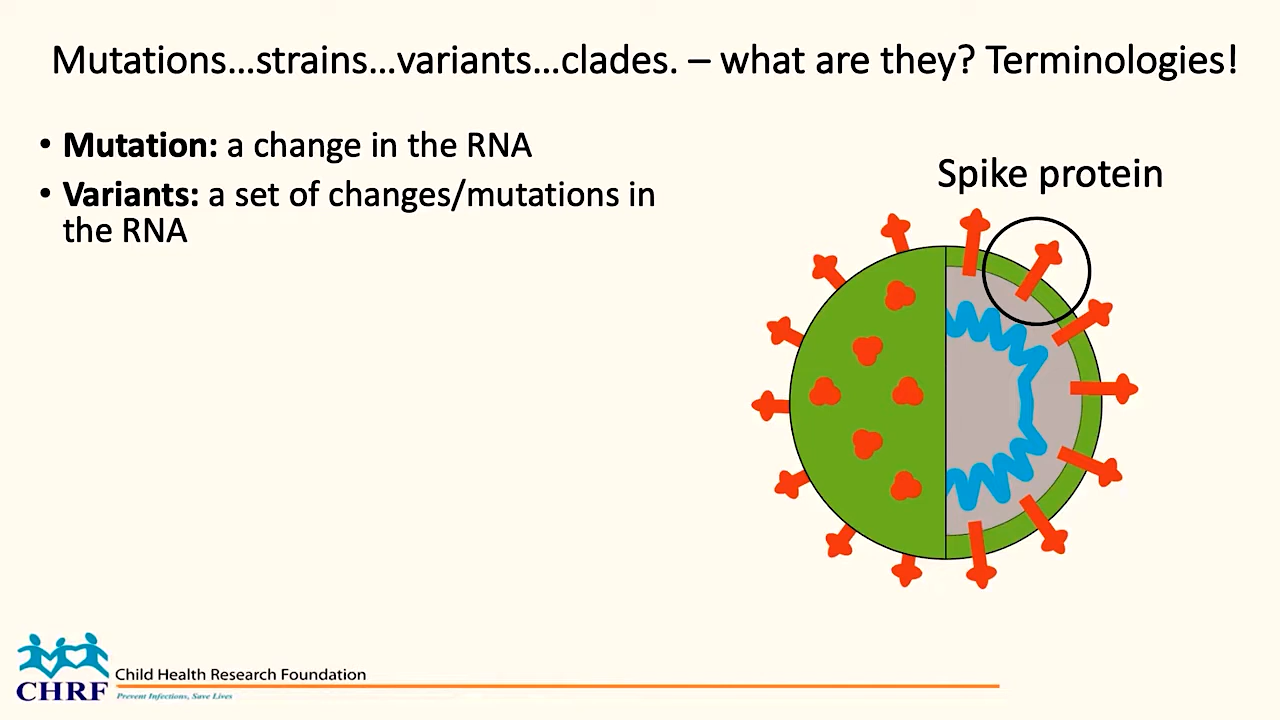 Mutations...strains...variants...clades. – what are they? Terminologies!
• Mutation: a change in the RNA
• Variants: a set of changes/mutations in
the RNA
Spike protein
CHRF
Child Health Research Foundation
Prevent Infections, Save Lives